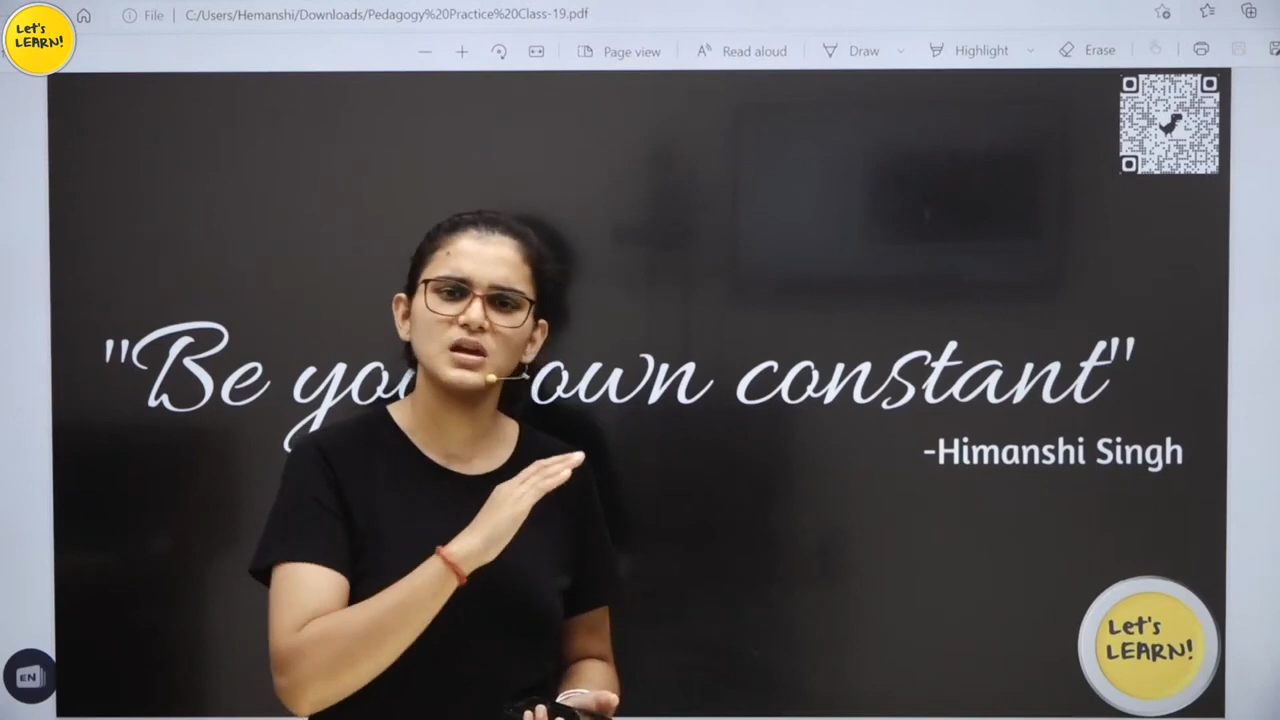 Let's
LEARN!
File C:/Users/Hemanshi/Downloads/Pedagogy%20Practice%20Class-19.pdf
Page view Read aloud Draw Highlight Erase
"Be you own constant"
-Himanshi Singh
EN
Let's
LEARN!